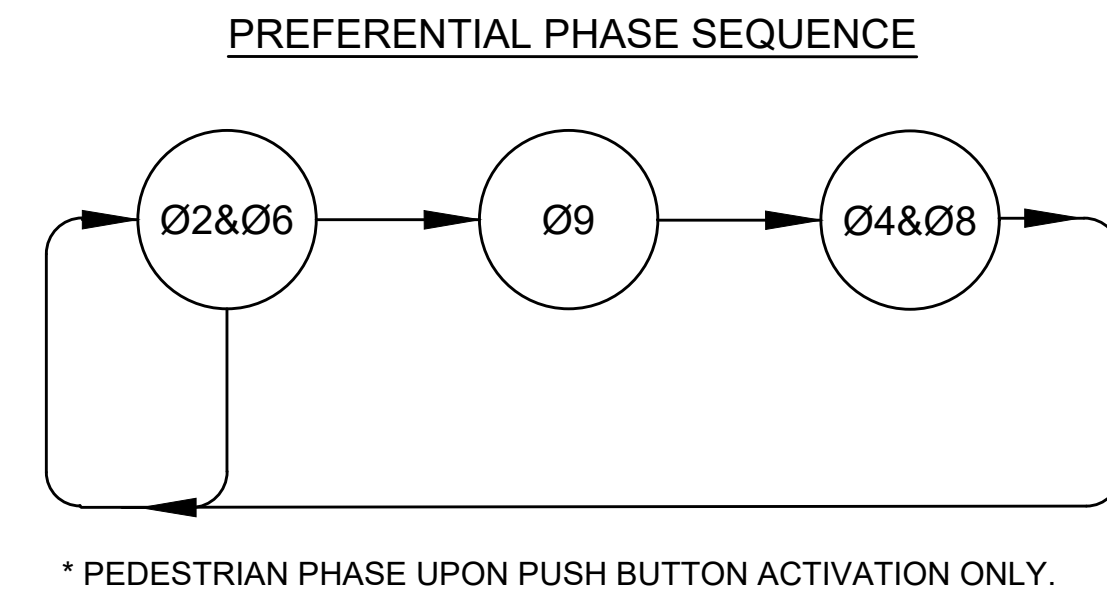 PREFERENTIAL PHASE SEQUENCE
Ø2&Ø6
Ø9
Ø4&Ø8
* PEDESTRIAN PHASE UPON PUSH BUTTON ACTIVATION ONLY.